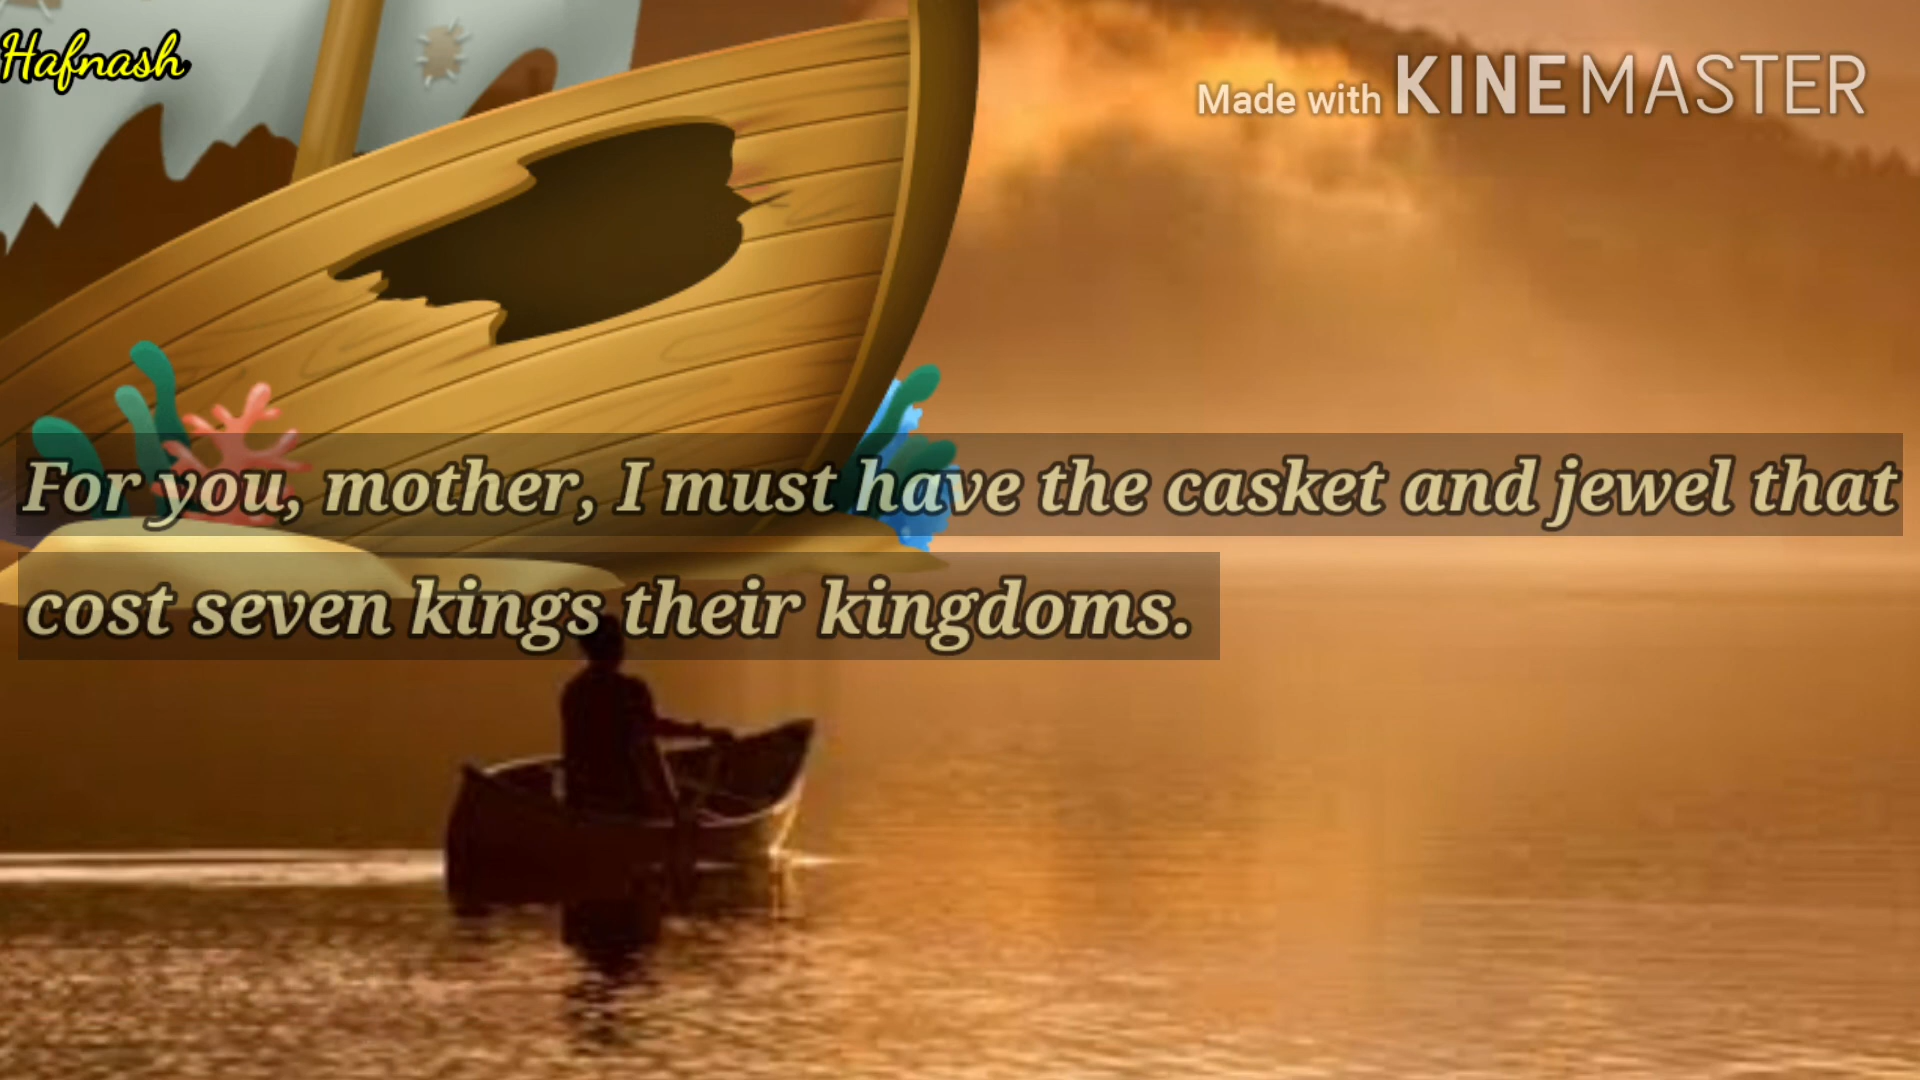 Hafnash
Made with KINEMASTER
For you, mother, I must have the casket and jewel that
cost seven kings their kingdoms.